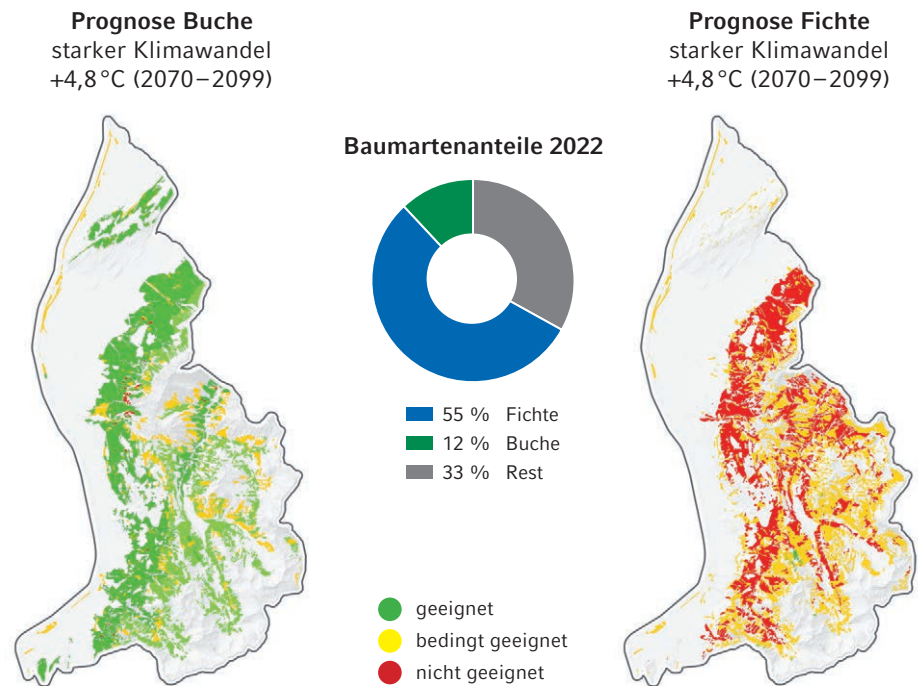 Prognose Buche
starker Klimawandel
+4,8 °C (2070–2099)
Prognose Fichte
starker Klimawandel
+4,8 °C (2070–2099)
Baumartenanteile 2022
55 % Fichte
12 % Buche
33 % Rest
geeignet
bedingt geeignet
nicht geeignet